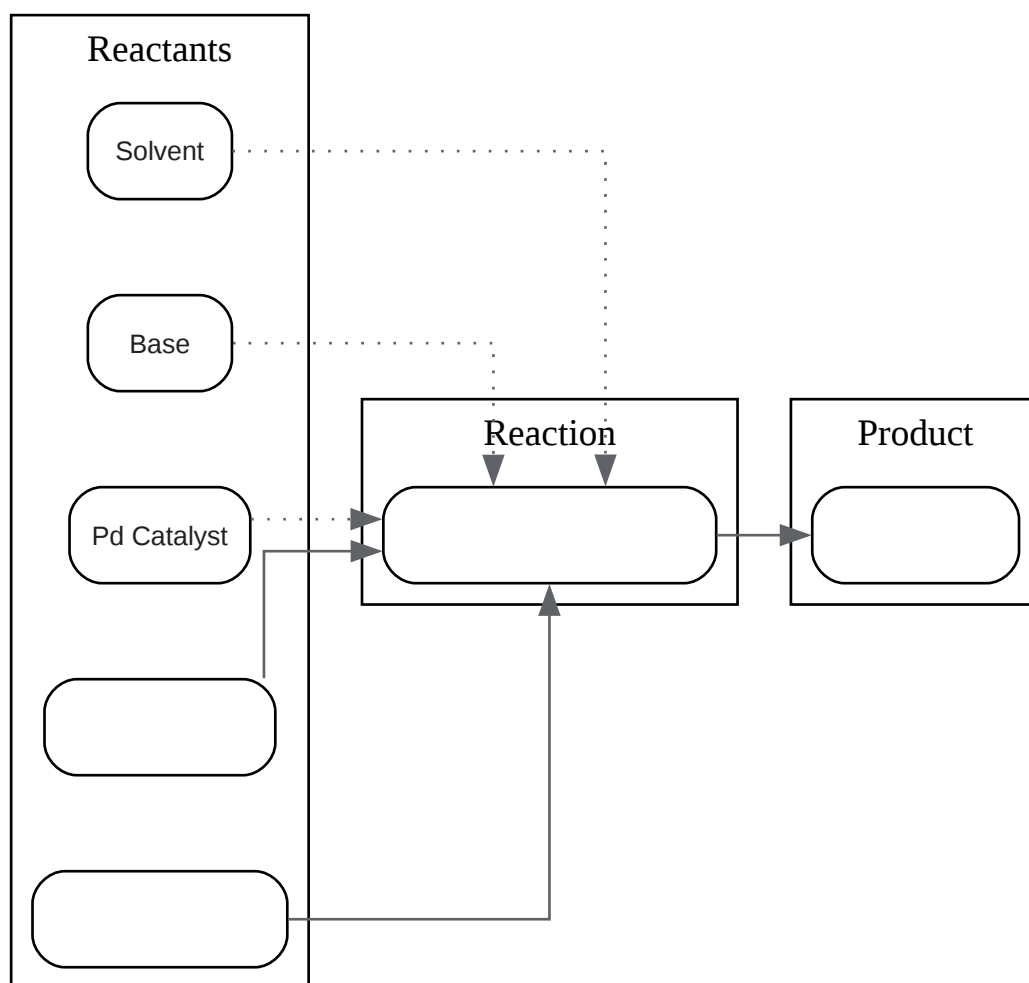 Reactants
Solvent
Base
Reaction
Product
Pd Catalyst